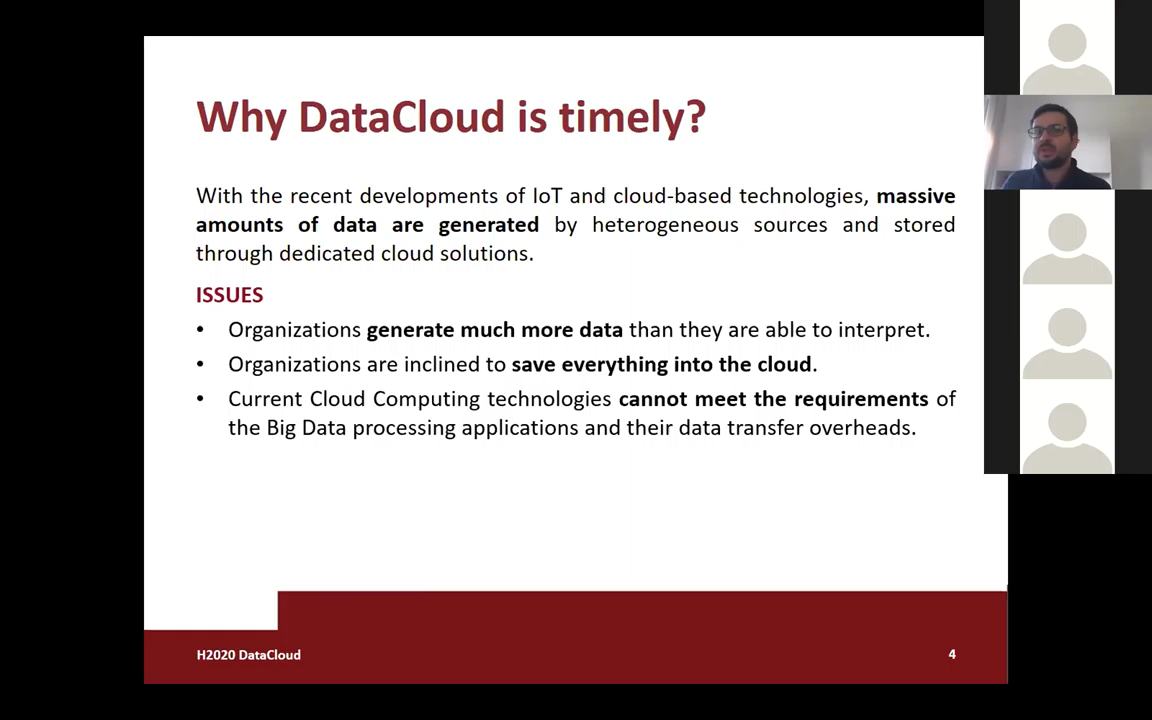 Why DataCloud is timely?
With the recent developments of IoT and cloud-based technologies, massive
amounts of data are generated by heterogeneous sources and stored
through dedicated cloud solutions.
ISSUES
• Organizations generate much more data than they are able to interpret.
• Organizations are inclined to save everything into the cloud.
• Current Cloud Computing technologies cannot meet the requirements of
the Big Data processing applications and their data transfer overheads.
H2020 DataCloud
4